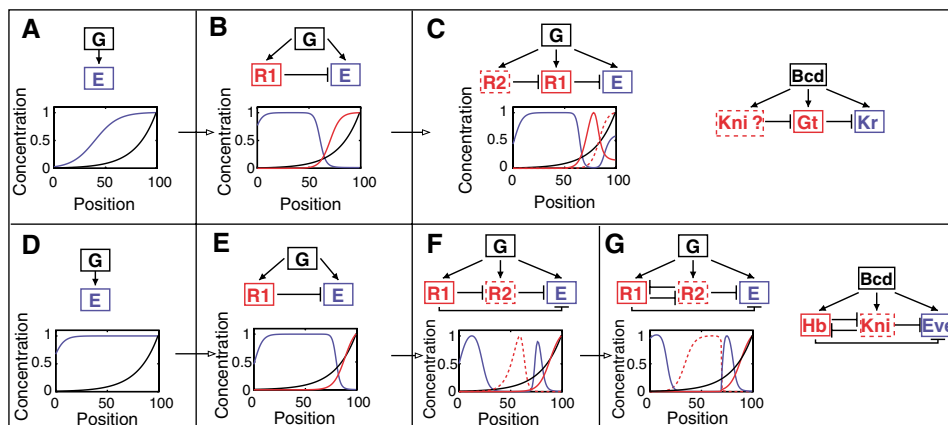 A
G
E
Concentration
1
0.5
0
0 50 100
Position
B
G
R1 E
Concentration
1
0.5
0
0 50 100
Position
C
G
R2 R1 E
Concentration
1
0.5
0
0 50 100
Position
Bcd
Kni ? Gt Kr
D
G
E
Concentration
1
0.5
0
0 50 100
Position
E
G
R1 E
Concentration
1
0.5
0
0 50 100
Position
F
G
R1 R2 E
Concentration
1
0.5
0
0 50 100
Position
G
G
R1 R2 E
Concentration
1
0.5
0
0 50 100
Position
Bcd
Hb Kni Eve